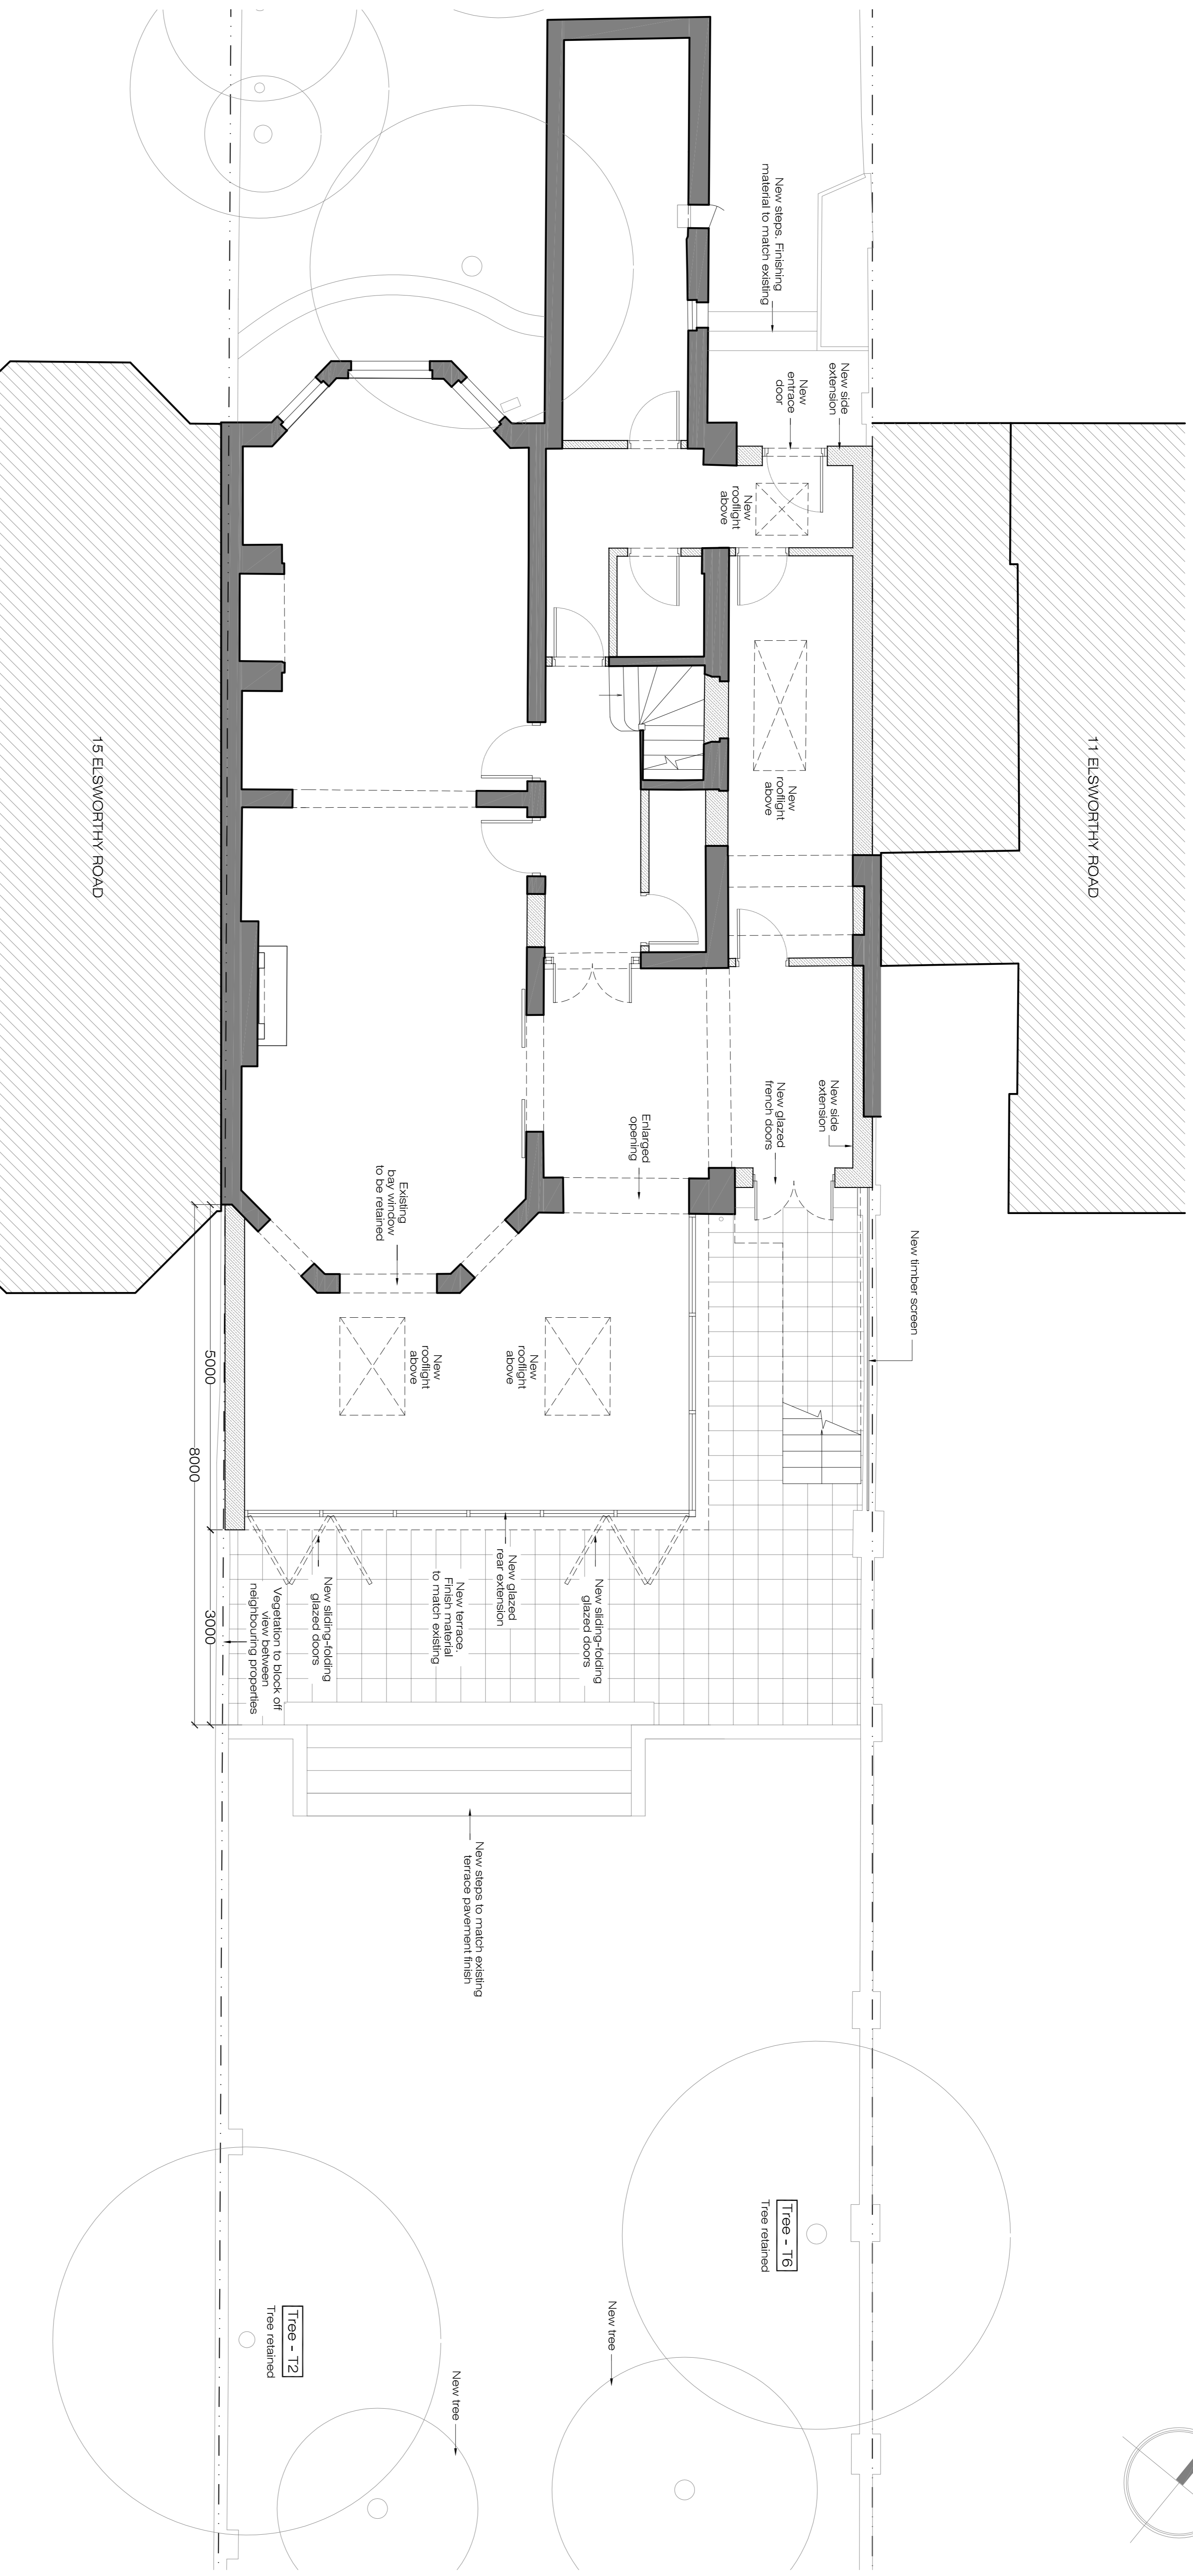 New steps. Finishing
material to match existing
New side
extension
New
entrace
door
New
rooflight
above
11 ELSWORTHY ROAD
15 ELSWORTHY ROAD
New
rooflight
above
New side
extension
New glazed
french doors
Enlarged
opening
Existing
bay window
to be retained
New timber screen
New
rooflight
above
New
rooflight
above
5000
8000
3000
New glazed
rear extension
New sliding-folding
glazed doors
New terrace.
Finish material
to match existing
New sliding-folding
glazed doors
Vegetation to block off
view between
neighbouring properties
New steps to match existing
terrace pavement finish
Tree - T6
Tree retained
Tree - T2
Tree retained
New tree
New tree